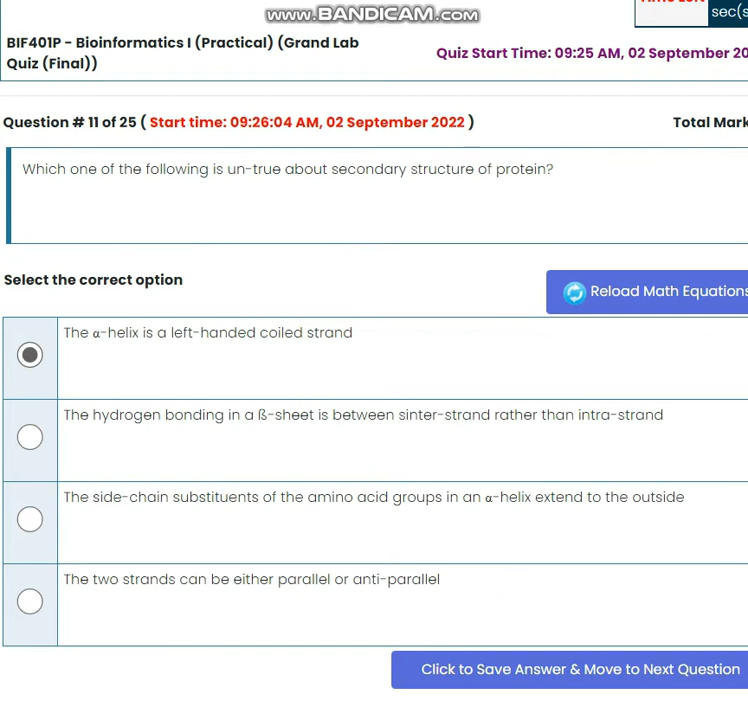 www.BANDICAM.com
sec(s
BIF401P - Bioinformatics I (Practical) (Grand Lab
Quiz (Final))
Quiz Start Time: 09:25 AM, 02 September 20
Question # 11 of 25 ( Start time: 09:26:04 AM, 02 September 2022 )
Total Mark
Which one of the following is un-true about secondary structure of protein?
Select the correct option
Reload Math Equations
The α-helix is a left-handed coiled strand
The hydrogen bonding in a ß-sheet is between sinter-strand rather than intra-strand
The side-chain substituents of the amino acid groups in an α-helix extend to the outside
The two strands can be either parallel or anti-parallel
Click to Save Answer & Move to Next Question